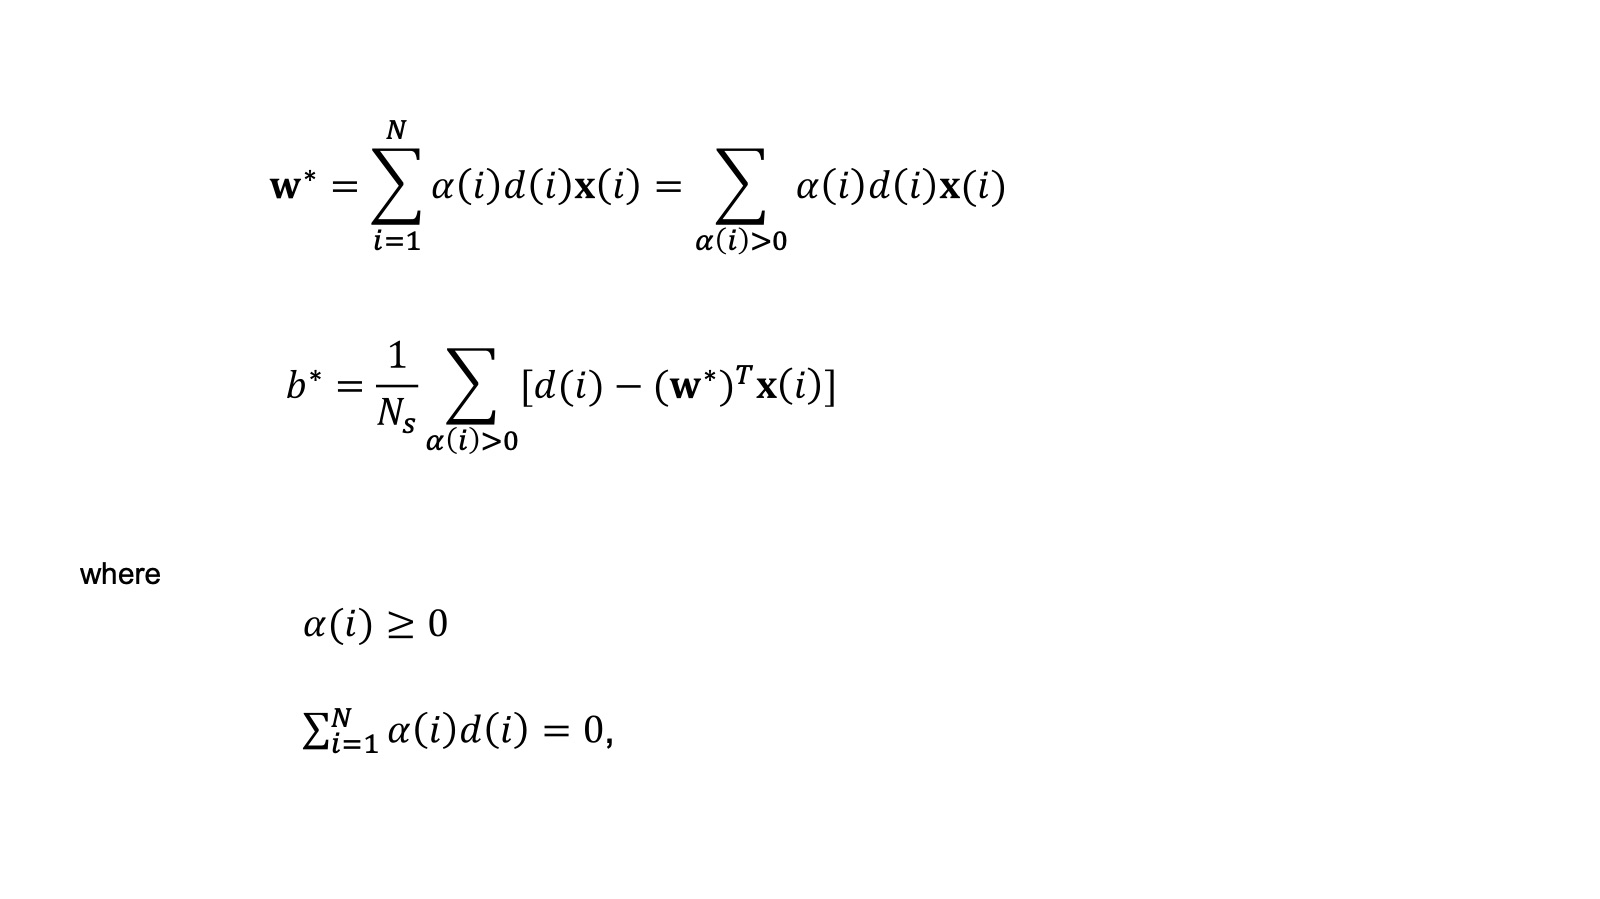 𝐰* = ∑_{i=1}^{N} α(i)d(i)𝐱(i) = ∑_{α(i)>0} α(i)d(i)𝐱(i)
b* = 1/N_s ∑_{α(i)>0} [d(i) − (𝐰*)^T 𝐱(i)]
where
α(i) ≥ 0
∑_{i=1}^{N} α(i)d(i) = 0,